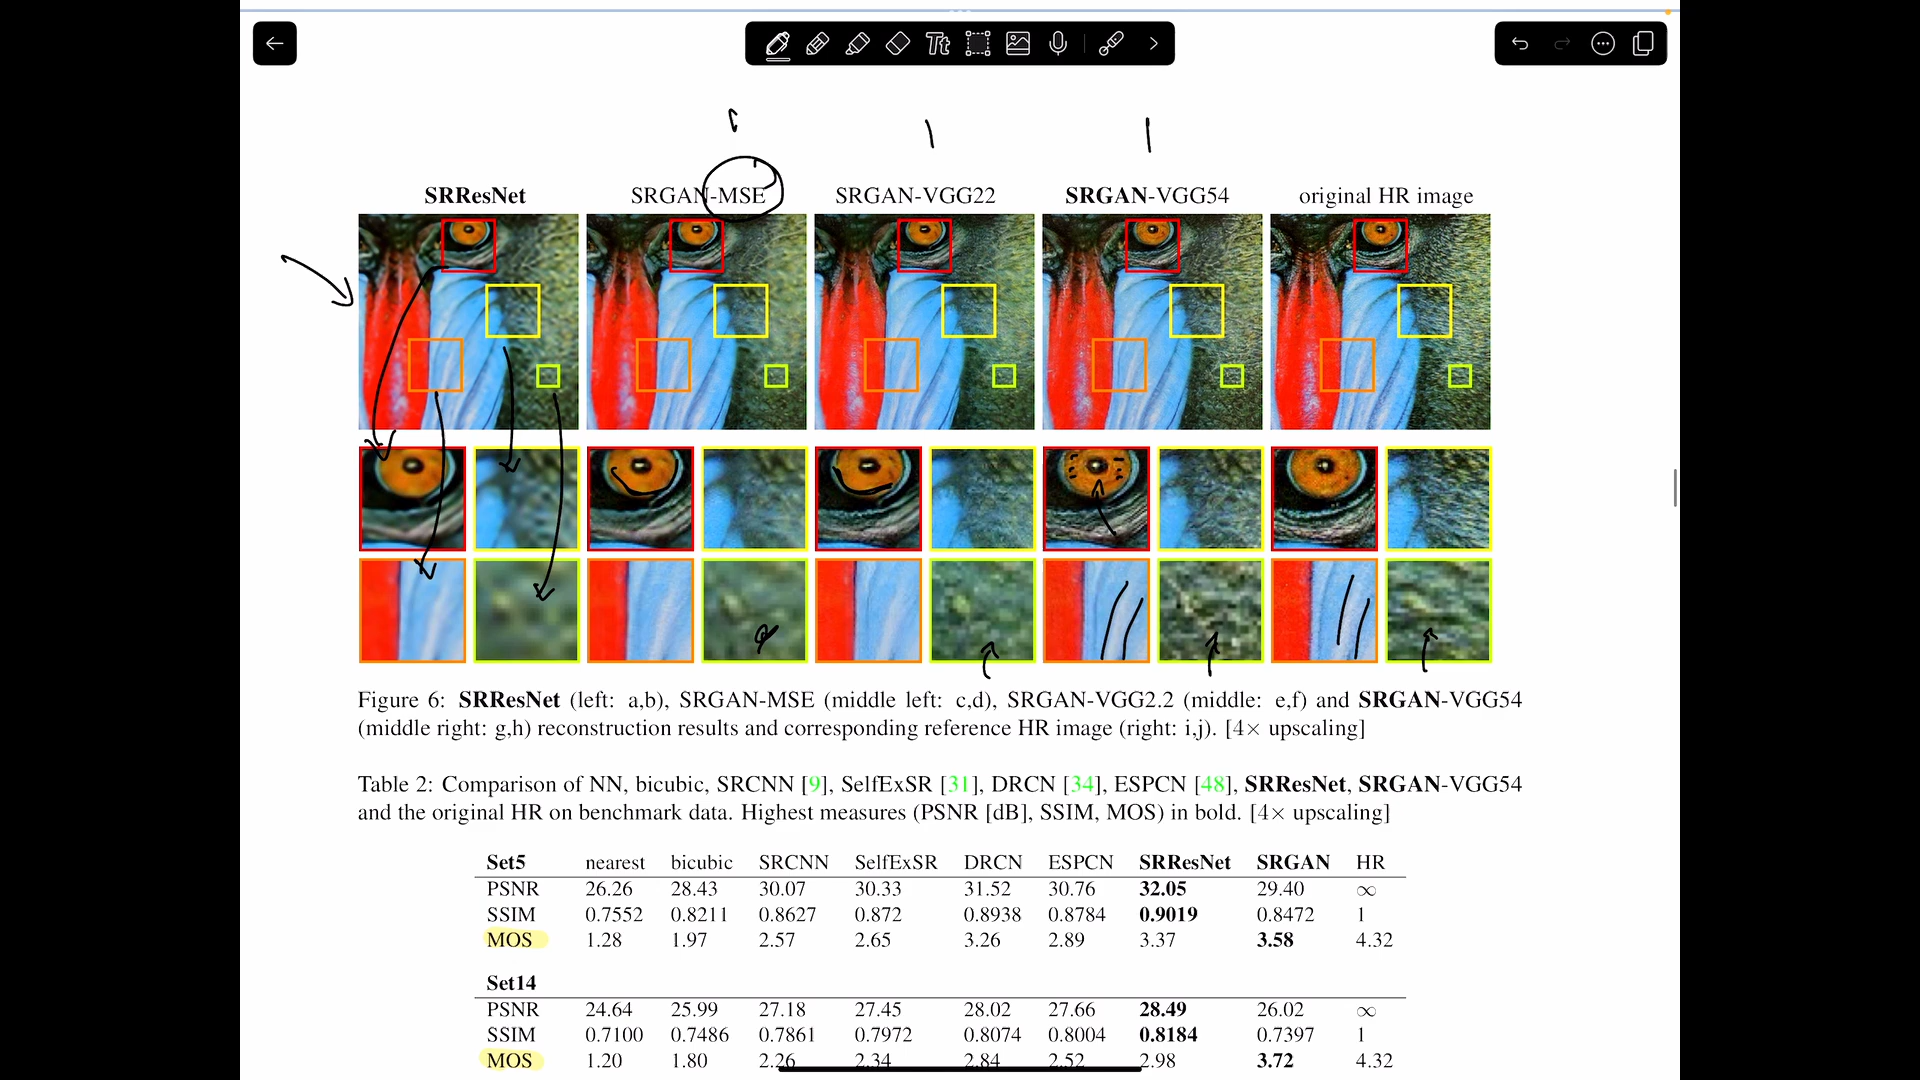 Tt
SRResNet SRGAN-MSE SRGAN-VGG22 SRGAN-VGG54 original HR image
Figure 6: SRResNet (left: a,b), SRGAN-MSE (middle left: c,d), SRGAN-VGG2.2 (middle: e,f) and SRGAN-VGG54
(middle right: g,h) reconstruction results and corresponding reference HR image (right: i,j). [4× upscaling]
Table 2: Comparison of NN, bicubic, SRCNN [9], SelfExSR [31], DRCN [34], ESPCN [48], SRResNet, SRGAN-VGG54
and the original HR on benchmark data. Highest measures (PSNR [dB], SSIM, MOS) in bold. [4× upscaling]
Set5 nearest bicubic SRCNN SelfExSR DRCN ESPCN SRResNet SRGAN HR
PSNR 26.26 28.43 30.07 30.33 31.52 30.76 32.05 29.40 ∞
SSIM 0.7552 0.8211 0.8627 0.872 0.8938 0.8784 0.9019 0.8472 1
MOS 1.28 1.97 2.57 2.65 3.26 2.89 3.37 3.58 4.32
Set14
PSNR 24.64 25.99 27.18 27.45 28.02 27.66 28.49 26.02 ∞
SSIM 0.7100 0.7486 0.7861 0.7972 0.8074 0.8004 0.8184 0.7397 1
MOS 1.20 1.80 2.26 2.34 2.84 2.52 2.98 3.72 4.32